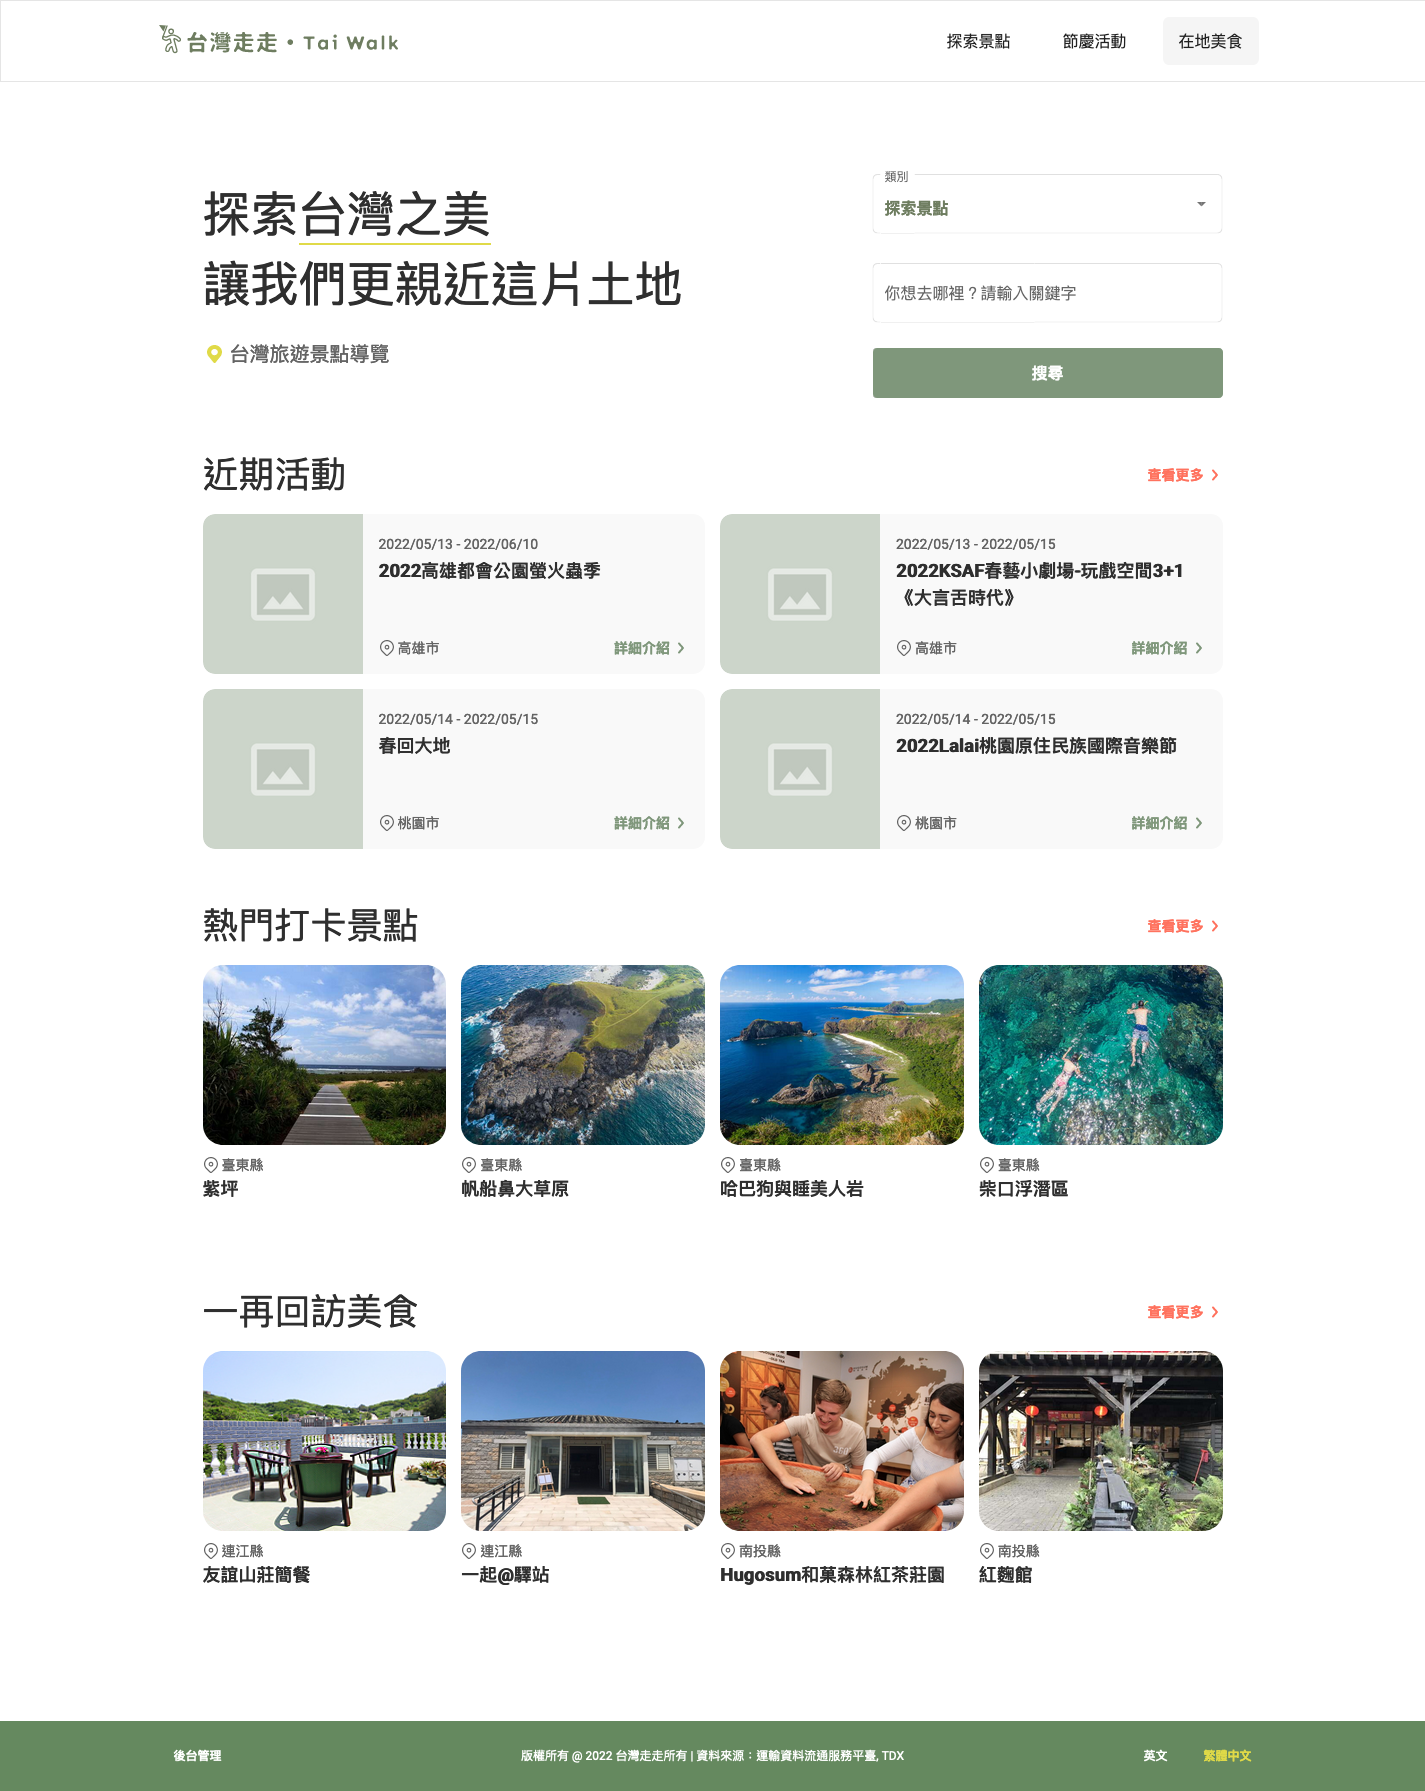 台灣走走・Tai Walk
探索景點
節慶活動
在地美食
探索台灣之美
讓我們更親近這片土地
台灣旅遊景點導覽
類別
探索景點
你想去哪裡？請輸入關鍵字
搜尋
近期活動
查看更多
2022/05/13 - 2022/06/10
2022高雄都會公園螢火蟲季
高雄市
詳細介紹
2022/05/13 - 2022/05/15
2022KSAF春藝小劇場-玩戲空間3+1
《大言舌時代》
高雄市
詳細介紹
2022/05/14 - 2022/05/15
春回大地
桃園市
詳細介紹
2022/05/14 - 2022/05/15
2022Lalai桃園原住民族國際音樂節
桃園市
詳細介紹
熱門打卡景點
查看更多
臺東縣
紫坪
臺東縣
帆船鼻大草原
臺東縣
哈巴狗與睡美人岩
臺東縣
柴口浮潛區
一再回訪美食
查看更多
連江縣
友誼山莊簡餐
連江縣
一起@驛站
南投縣
Hugosum和菓森林紅茶莊園
南投縣
紅麴館
後台管理
版權所有 @ 2022 台灣走走所有 | 資料來源：運輸資料流通服務平臺, TDX
英文
繁體中文